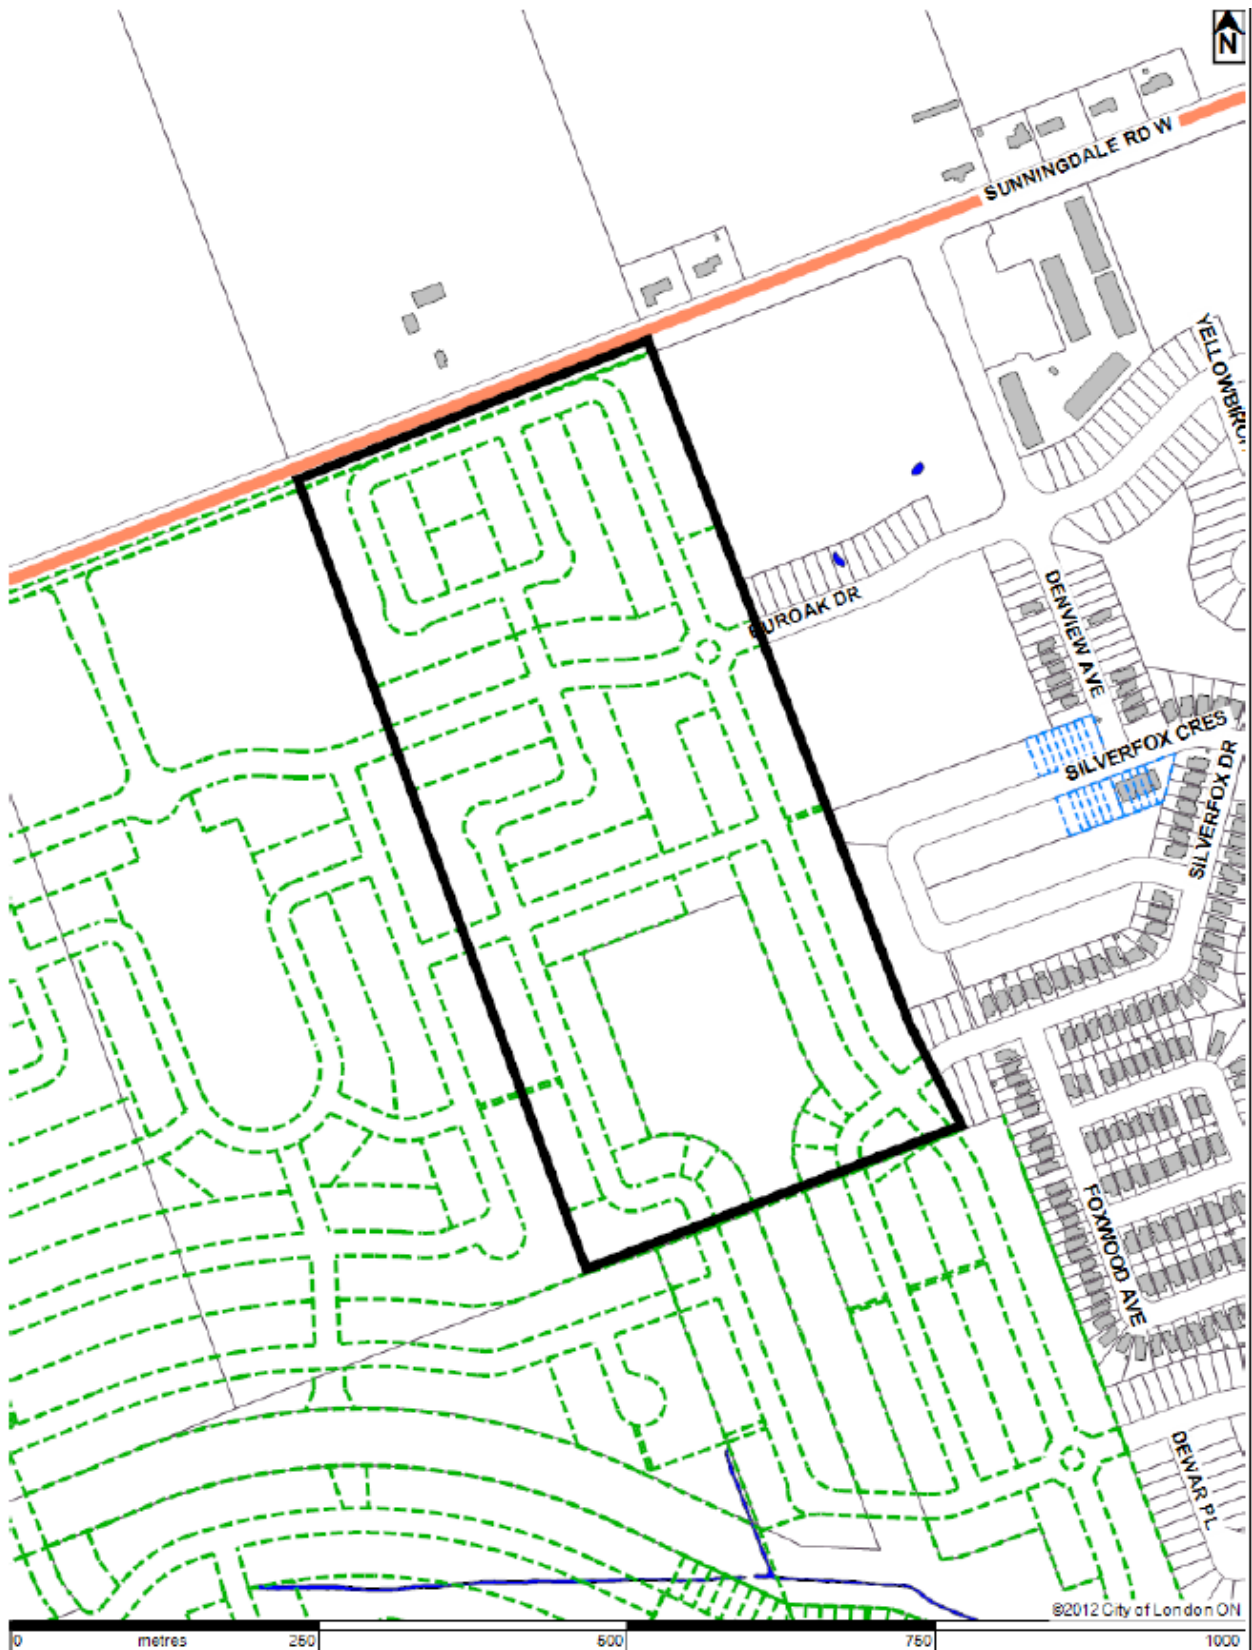 N
SUNNINGDALE RD W
BUROAK DR
DENVIEW AVE
SILVERFOX CRES
SILVERFOX DR
FOXWOOD AVE
DEWAR PL
©2012 City of London ON
0 metres 250 500 750 1000